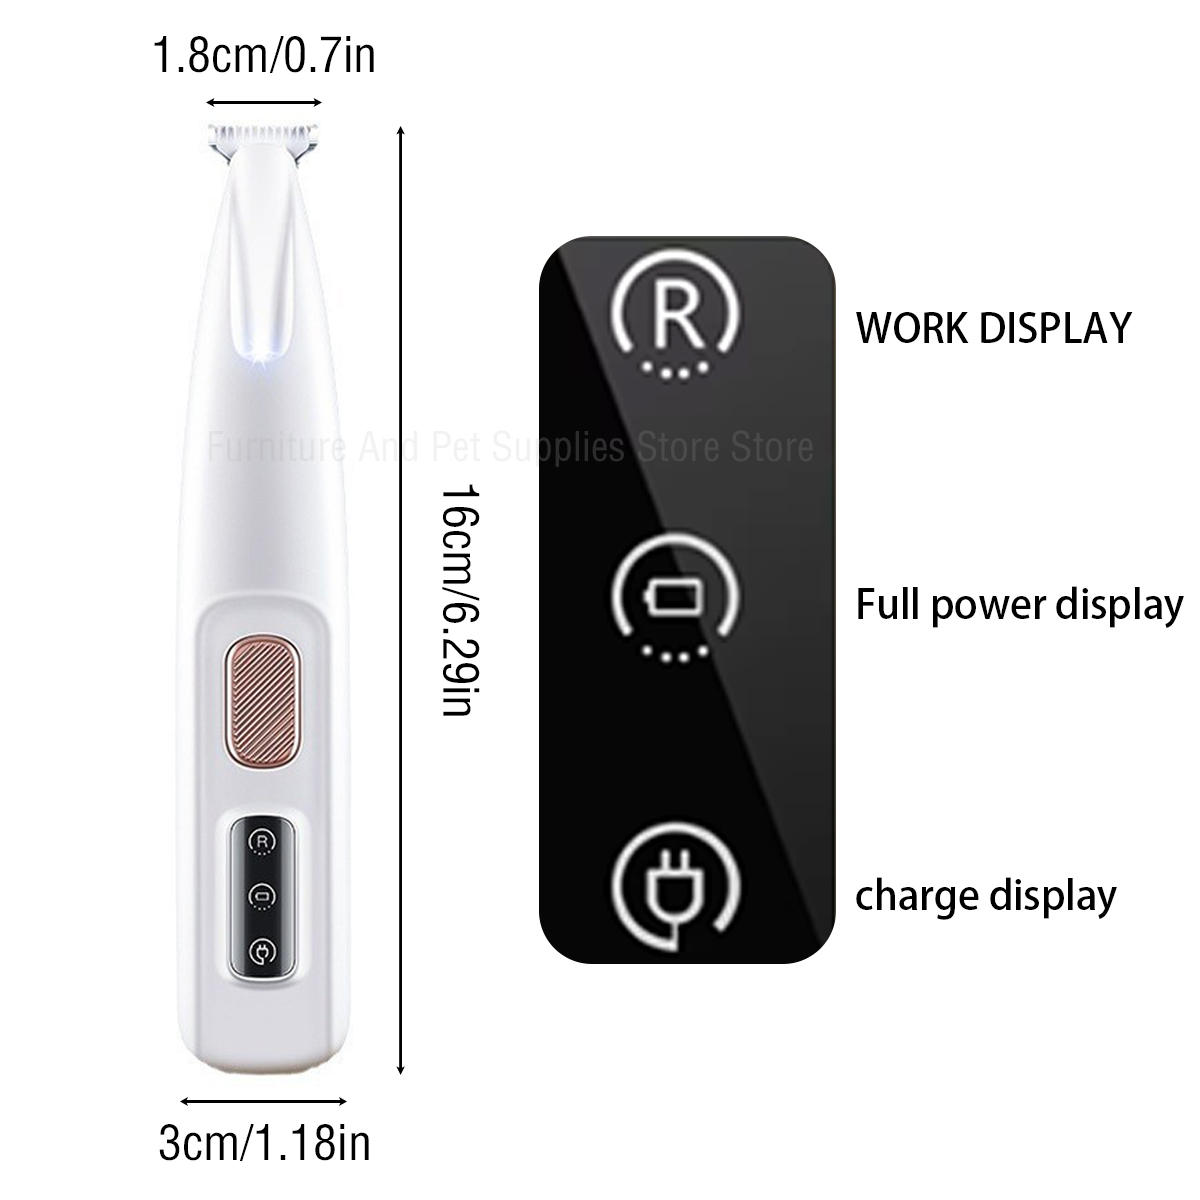 1.8cm/0.7in
R
WORK DISPLAY
Furniture And Pet Supplies Store Store
16cm/6.29in
Full power display
R
charge display
3cm/1.18in